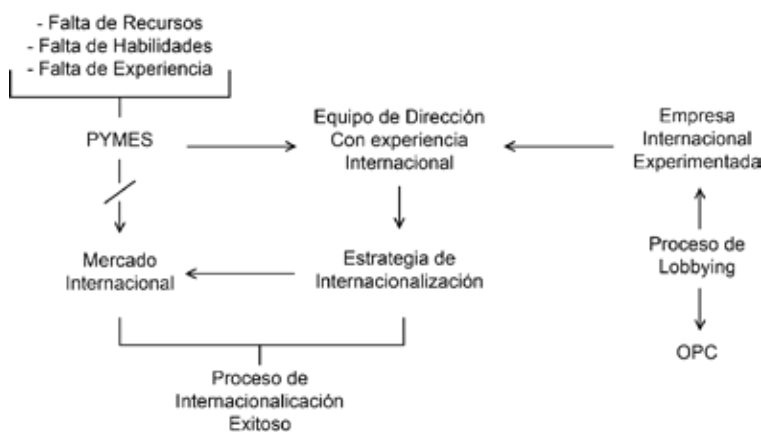 - Falta de Recursos
- Falta de Habilidades
- Falta de Experiencia
PYMES
Equipo de Dirección
Con experiencia
Internacional
Empresa
Internacional
Experimentada
Mercado
Internacional
Estrategia de
Internacionalización
Proceso de
Lobbying
OPC
Proceso de
Internacionalicación
Exitoso